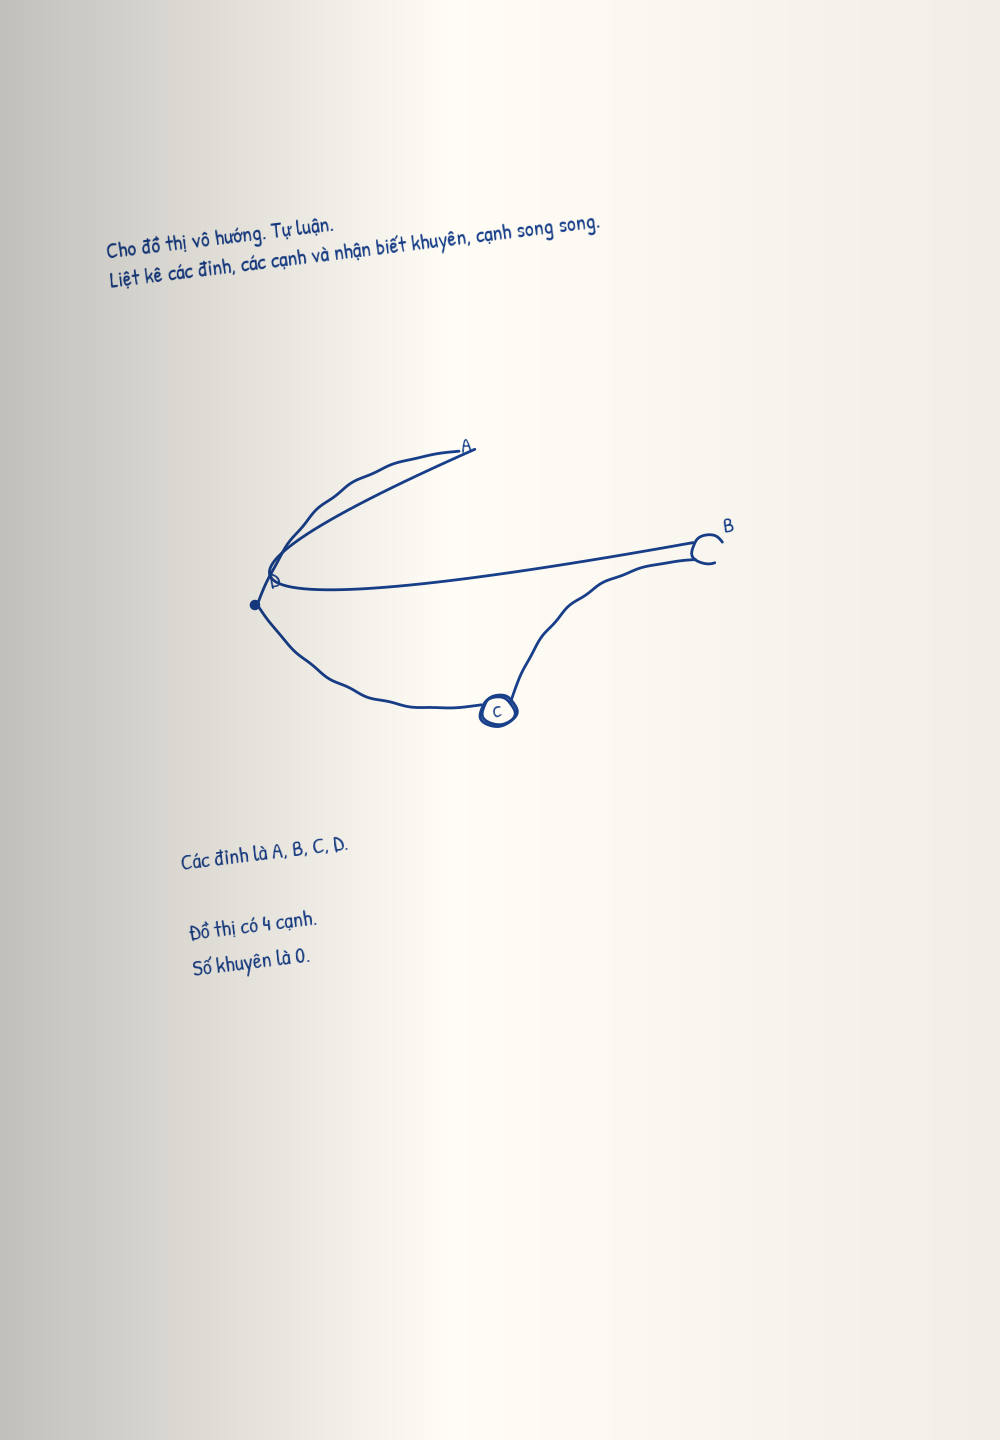 Cho đồ thị vô hướng. Tự luận.
Liệt kê các đỉnh, các cạnh và nhận biết khuyên, cạnh song song.
A
B
D
C
Các đỉnh là A, B, C, D.
Đồ thị có 4 cạnh.
Số khuyên là 0.